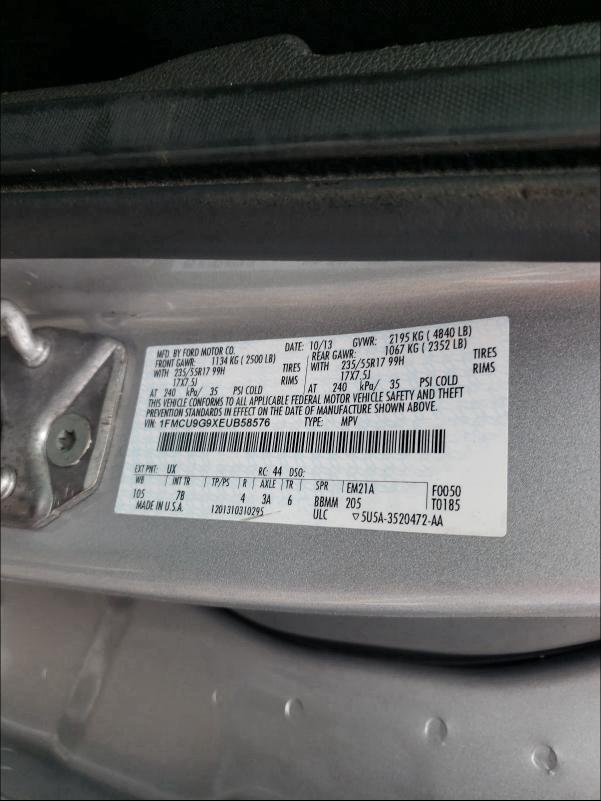 MFD. BY FORD MOTOR CO. DATE: 10/13 GVWR: 2195 KG ( 4840 LB)
FRONT GAWR: 1134 KG ( 2500 LB) REAR GAWR: 1067 KG ( 2352 LB)
WITH 235/55R17 99H TIRES WITH 235/55R17 99H TIRES
17X7.5J RIMS 17X7.5J RIMS
AT 240 kPa/ 35 PSI COLD AT 240 kPa/ 35 PSI COLD
THIS VEHICLE CONFORMS TO ALL APPLICABLE FEDERAL MOTOR VEHICLE SAFETY AND THEFT
PREVENTION STANDARDS IN EFFECT ON THE DATE OF MANUFACTURE SHOWN ABOVE.
VIN: 1FMCU9G9XEUB58576 TYPE: MPV
EXT PNT: UX RC: 44 DSO:
WB INT TR TP/PS R AXLE TR SPR EM21A F0050
105 7B 4 3A 6 BBMM 205 T0185
MADE IN U.S.A. 1201310310295 ULC ▽ 5U5A-3520472-AA